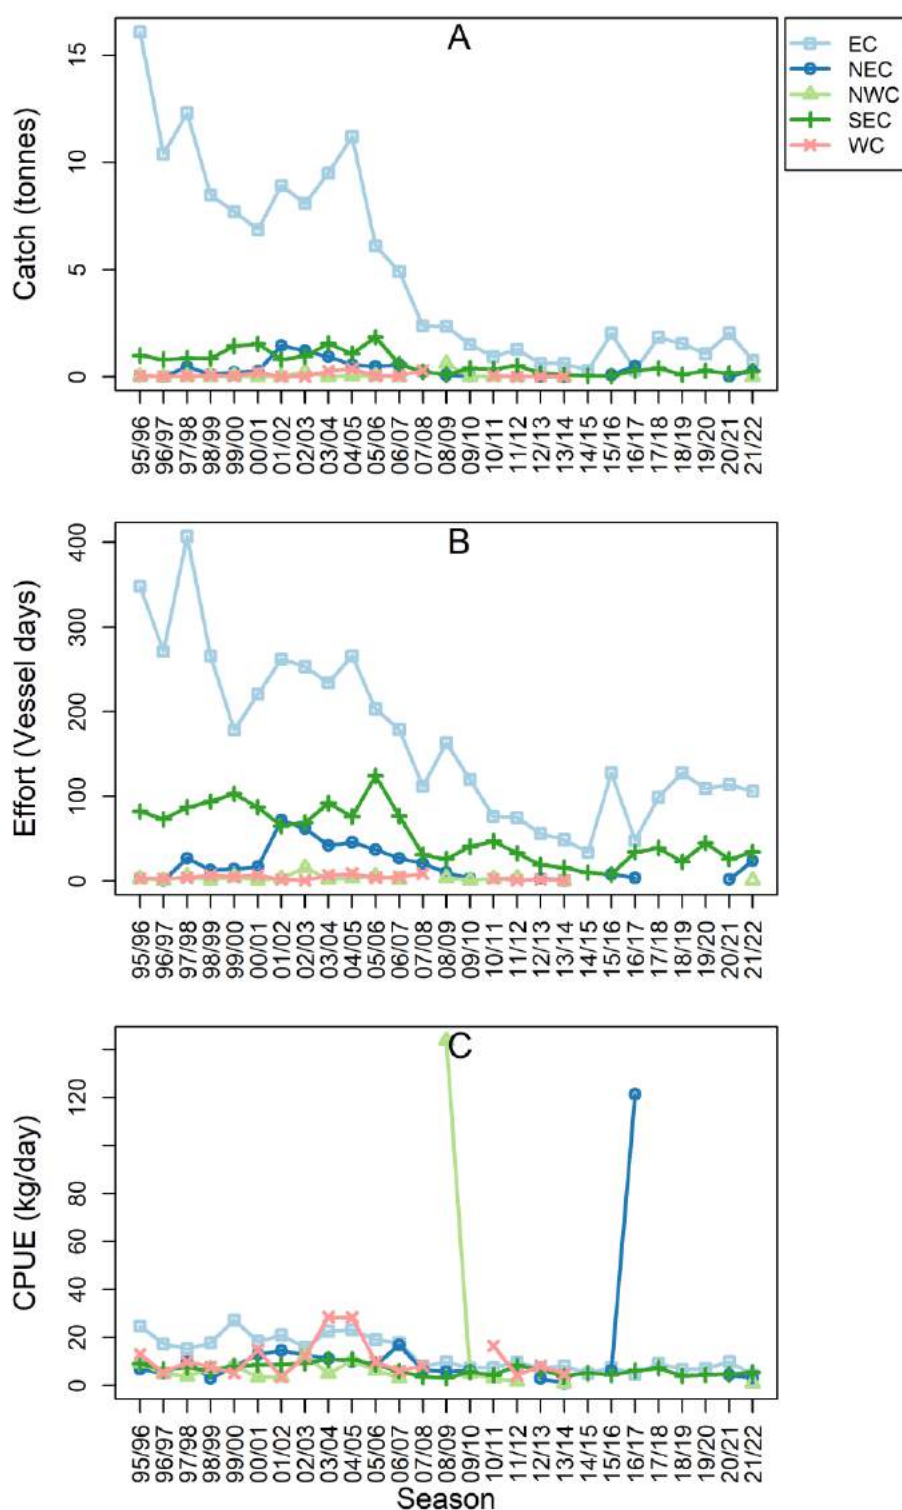 A
EC
NEC
NWC
SEC
WC
Catch (tonnes)
15
10
5
0
95/96 96/97 97/98 98/99 99/00 00/01 01/02 02/03 03/04 04/05 05/06 06/07 07/08 08/09 09/10 10/11 11/12 12/13 13/14 14/15 15/16 16/17 17/18 18/19 19/20 20/21 21/22
B
Effort (Vessel days)
400
300
200
100
0
95/96 96/97 97/98 98/99 99/00 00/01 01/02 02/03 03/04 04/05 05/06 06/07 07/08 08/09 09/10 10/11 11/12 12/13 13/14 14/15 15/16 16/17 17/18 18/19 19/20 20/21 21/22
C
CPUE (kg/day)
120
80
60
40
20
0
95/96 96/97 97/98 98/99 99/00 00/01 01/02 02/03 03/04 04/05 05/06 06/07 07/08 08/09 09/10 10/11 11/12 12/13 13/14 14/15 15/16 16/17 17/18 18/19 19/20 20/21 21/22
Season